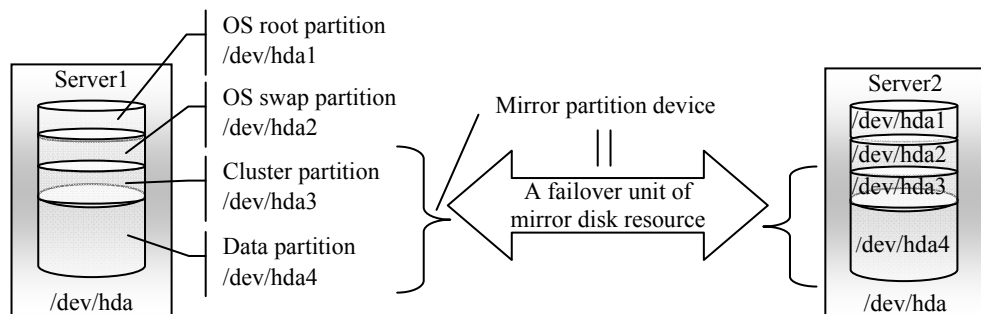 OS root partition
/dev/hda1
Server1
OS swap partition
/dev/hda2
Cluster partition
/dev/hda3
Data partition
/dev/hda4
/dev/hda
Mirror partition device
A failover unit of
mirror disk resource
Server2
/dev/hda1
/dev/hda2
/dev/hda3
/dev/hda4
/dev/hda